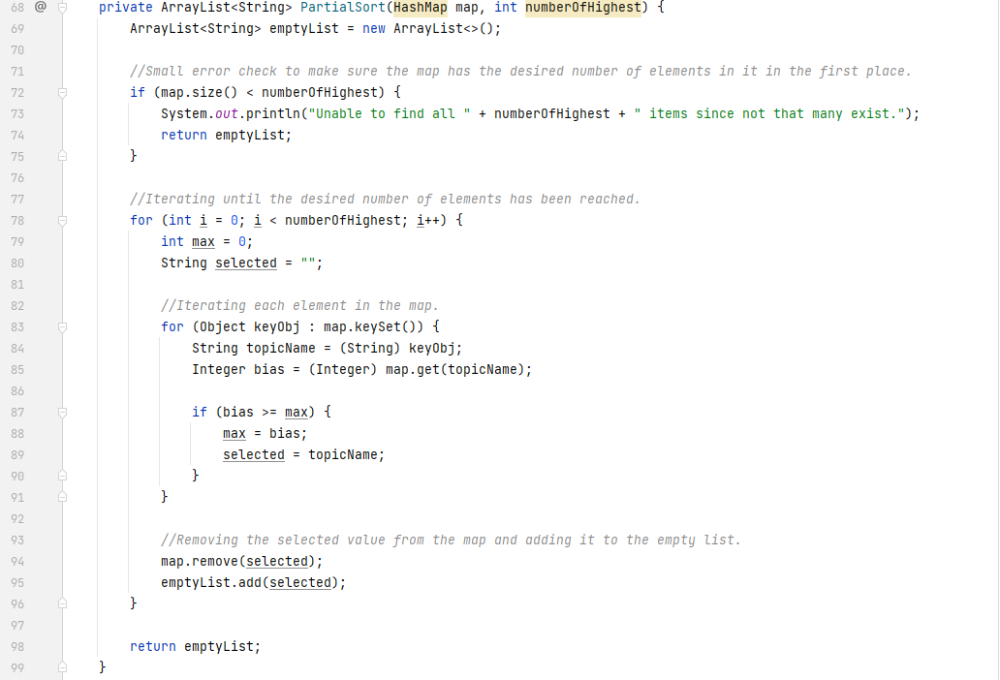 68 @ private ArrayList<String> PartialSort(HashMap map, int numberOfHighest) {
69 ArrayList<String> emptyList = new ArrayList<>();
70
71 //Small error check to make sure the map has the desired number of elements in it in the first place.
72 if (map.size() < numberOfHighest) {
73 System.out.println("Unable to find all " + numberOfHighest + " items since not that many exist.");
74 return emptyList;
75 }
76
77 //Iterating until the desired number of elements has been reached.
78 for (int i = 0; i < numberOfHighest; i++) {
79 int max = 0;
80 String selected = "";
81
82 //Iterating each element in the map.
83 for (Object keyObj : map.keySet()) {
84 String topicName = (String) keyObj;
85 Integer bias = (Integer) map.get(topicName);
86
87 if (bias >= max) {
88 max = bias;
89 selected = topicName;
90 }
91 }
92
93 //Removing the selected value from the map and adding it to the empty list.
94 map.remove(selected);
95 emptyList.add(selected);
96 }
97
98 return emptyList;
99 }